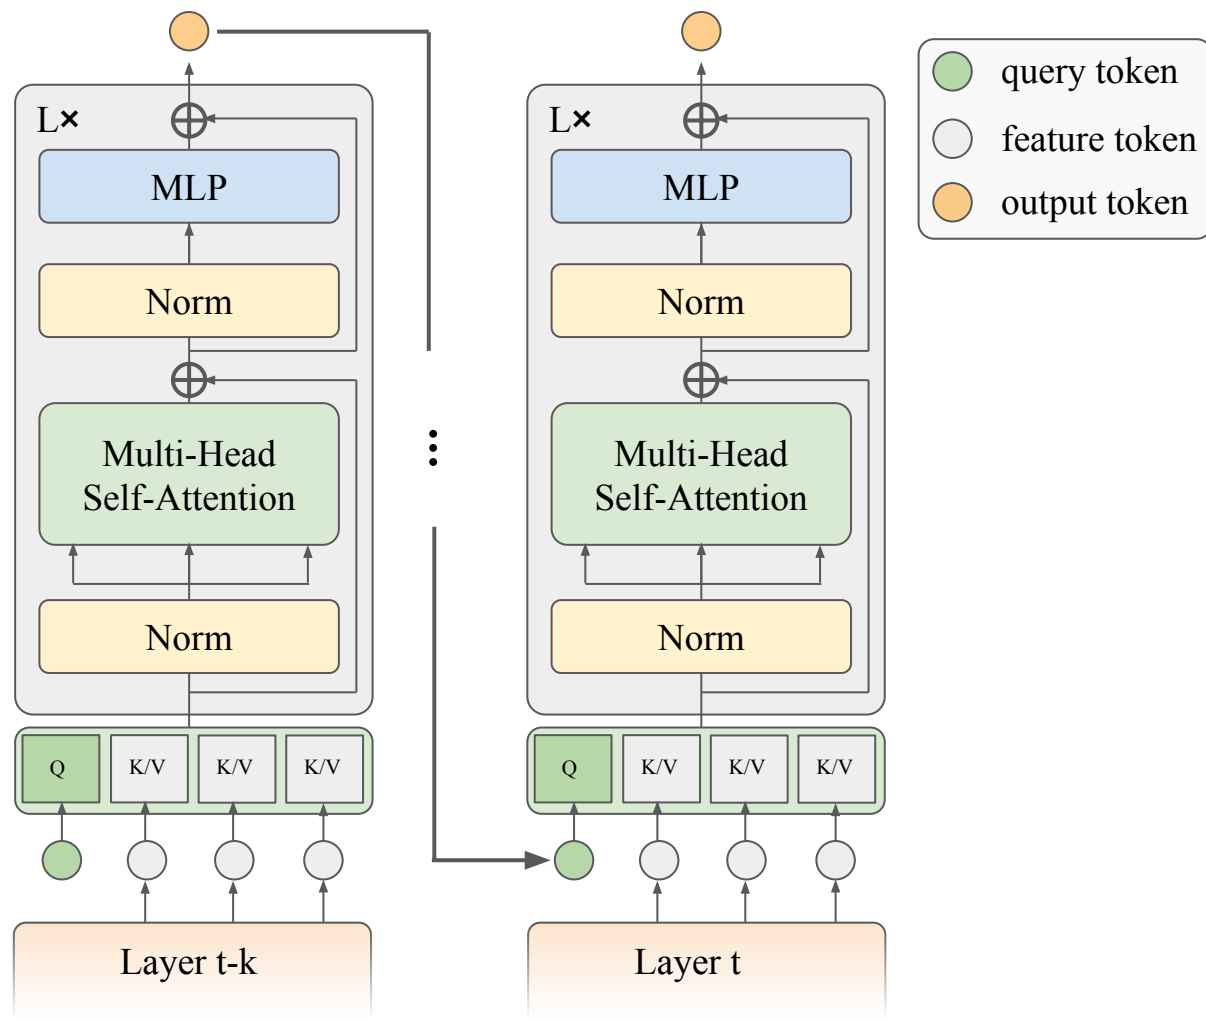 L×
MLP
Norm
Multi-Head
Self-Attention
Norm
Q
K/V
K/V
K/V
Layer t-k
L×
MLP
Norm
Multi-Head
Self-Attention
Norm
Q
K/V
K/V
K/V
Layer t
query token
feature token
output token